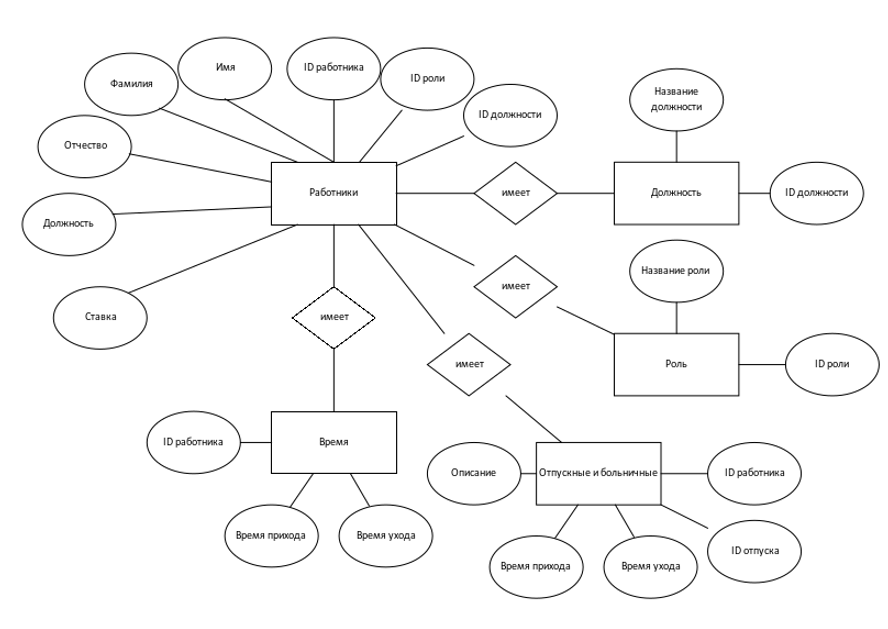 Фамилия
Имя
ID работника
ID роли
ID должности
Название
должности
Отчество
Работники
имеет
Должность
ID должности
Должность
Название роли
имеет
Ставка
имеет
имеет
Роль
ID роли
ID работника
Время
Описание
Отпускные и больничные
ID работника
Время прихода
Время ухода
ID отпуска
Время прихода
Время ухода